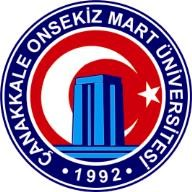 ÇANAKKALE ONSEKİZ MART ÜNİVERSİTESİ
• 1992 •